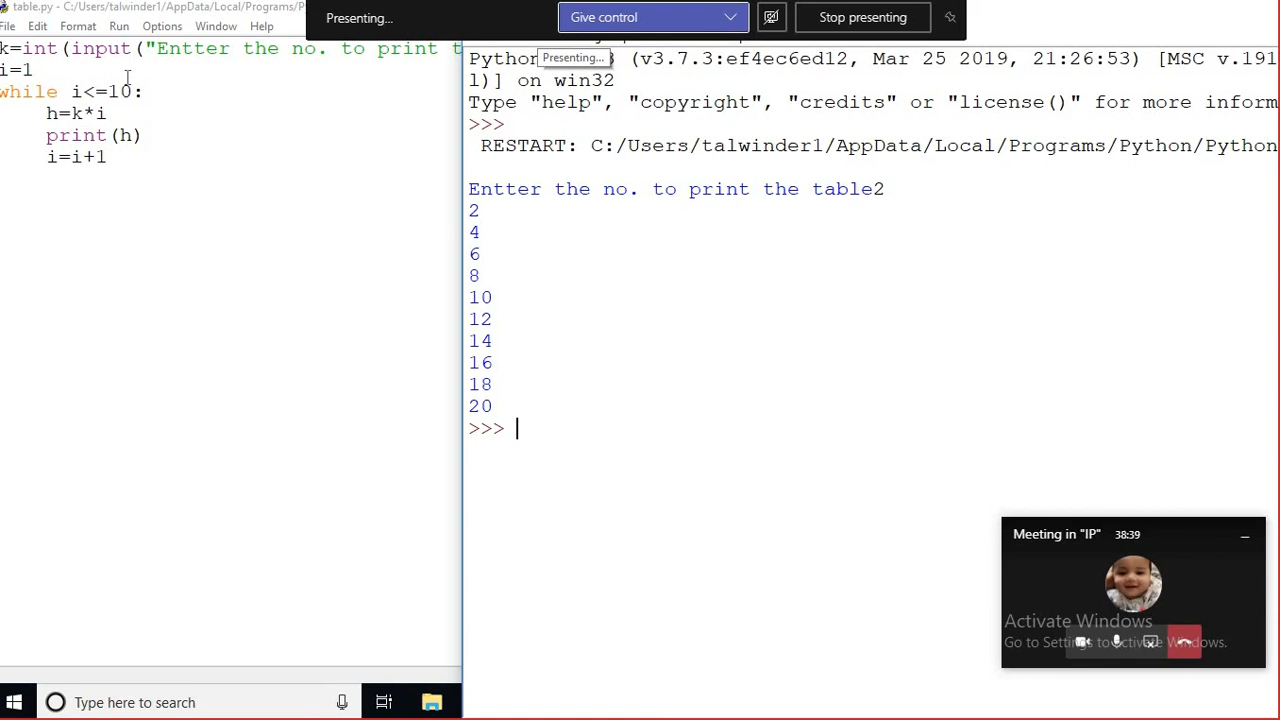 table.py - C:/Users/talwinder1/AppData/Local/Programs/P
File Edit Format Run Options Window Help
k=int(input("Entter the no. to print t
i=1
while i<=10:
h=k*i
print(h)
i=i+1
Presenting...
Give control
Stop presenting
Presenting...
(v3.7.3:ef4ec6ed12, Mar 25 2019, 21:26:53) [MSC v.191
l)] on win32
Type "help", "copyright", "credits" or "license()" for more inform
>>>
RESTART: C:/Users/talwinder1/AppData/Local/Programs/Python/Python
Entter the no. to print the table2
2
4
6
8
10
12
14
16
18
20
>>>
Meeting in "IP" 38:39
Activate Windows
Go to Settings to Activate Windows.
Type here to search